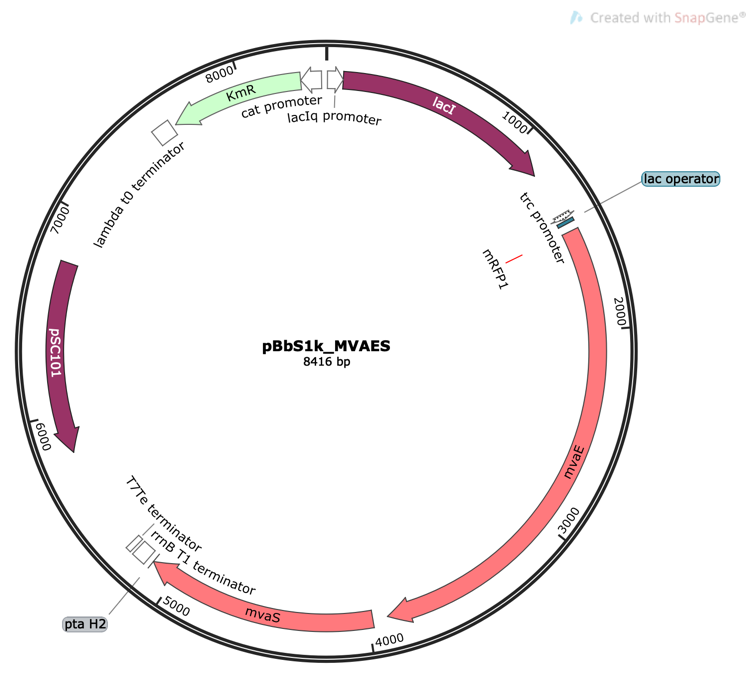 Created with SnapGene®
8000
KmR
cat promoter
lacIq promoter
lacI
1000
lac operator
trc promoter
lambda t0 terminator
7000
mRFP1
2000
pBbS1k_MVAES
8416 bp
pSC101
6000
mvaE
T7Te terminator
rrnB T1 terminator
3000
5000
mvaS
pta H2
4000